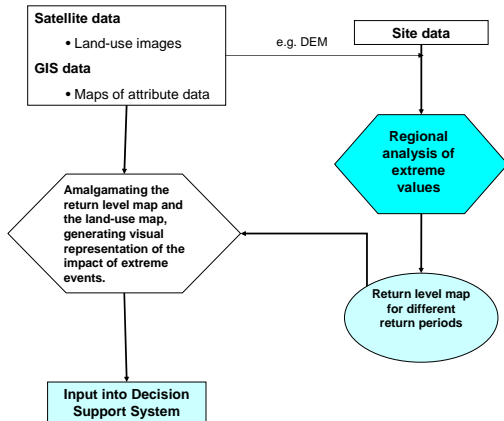 Satellite data
• Land-use images
GIS data
• Maps of attribute data
e.g. DEM
Site data
Regional
analysis of
extreme
values
Amalgamating the
return level map and
the land-use map,
generating visual
representation of the
impact of extreme
events.
Return level map
for different
return periods
Input into Decision
Support System